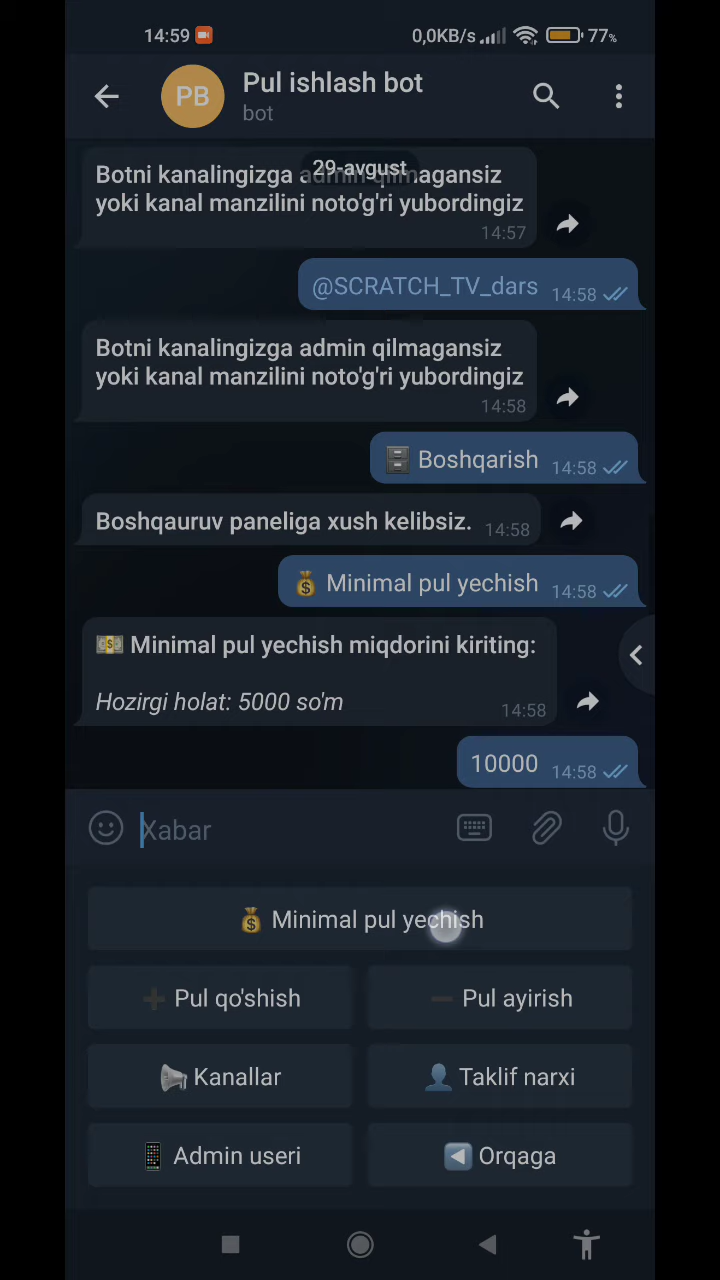 14:59
0,0KB/s
77%
PB
Pul ishlash bot
bot
29-avgust
Botni kanalingizga admin qilmagansiz
yoki kanal manzilini noto'g'ri yubordingiz
14:57
@SCRATCH_TV_dars 14:58
Botni kanalingizga admin qilmagansiz
yoki kanal manzilini noto'g'ri yubordingiz
14:58
Boshqarish 14:58
Boshqauruv paneliga xush kelibsiz. 14:58
Minimal pul yechish 14:58
Minimal pul yechish miqdorini kiriting:
Hozirgi holat: 5000 so'm
14:58
10000 14:58
Xabar
Minimal pul yechish
Pul qo'shish
Pul ayirish
Kanallar
Taklif narxi
Admin useri
Orqaga